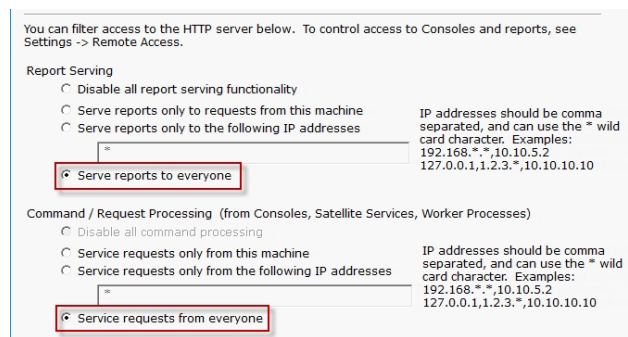 You can filter access to the HTTP server below. To control access to Consoles and reports, see
Settings -> Remote Access.
Report Serving
Disable all report serving functionality
Serve reports only to requests from this machine
Serve reports only to the following IP addresses
*
Serve reports to everyone
IP addresses should be comma
separated, and can use the * wild
card character. Examples:
192.168.*.*,10.10.5.2
127.0.0.1,1.2.3.*,10.10.10.10
Command / Request Processing (from Consoles, Satellite Services, Worker Processes)
Disable all command processing
Service requests only from this machine
Service requests only from the following IP addresses
*
Service requests from everyone
IP addresses should be comma
separated, and can use the * wild
card character. Examples:
192.168.*.*,10.10.5.2
127.0.0.1,1.2.3.*,10.10.10.10